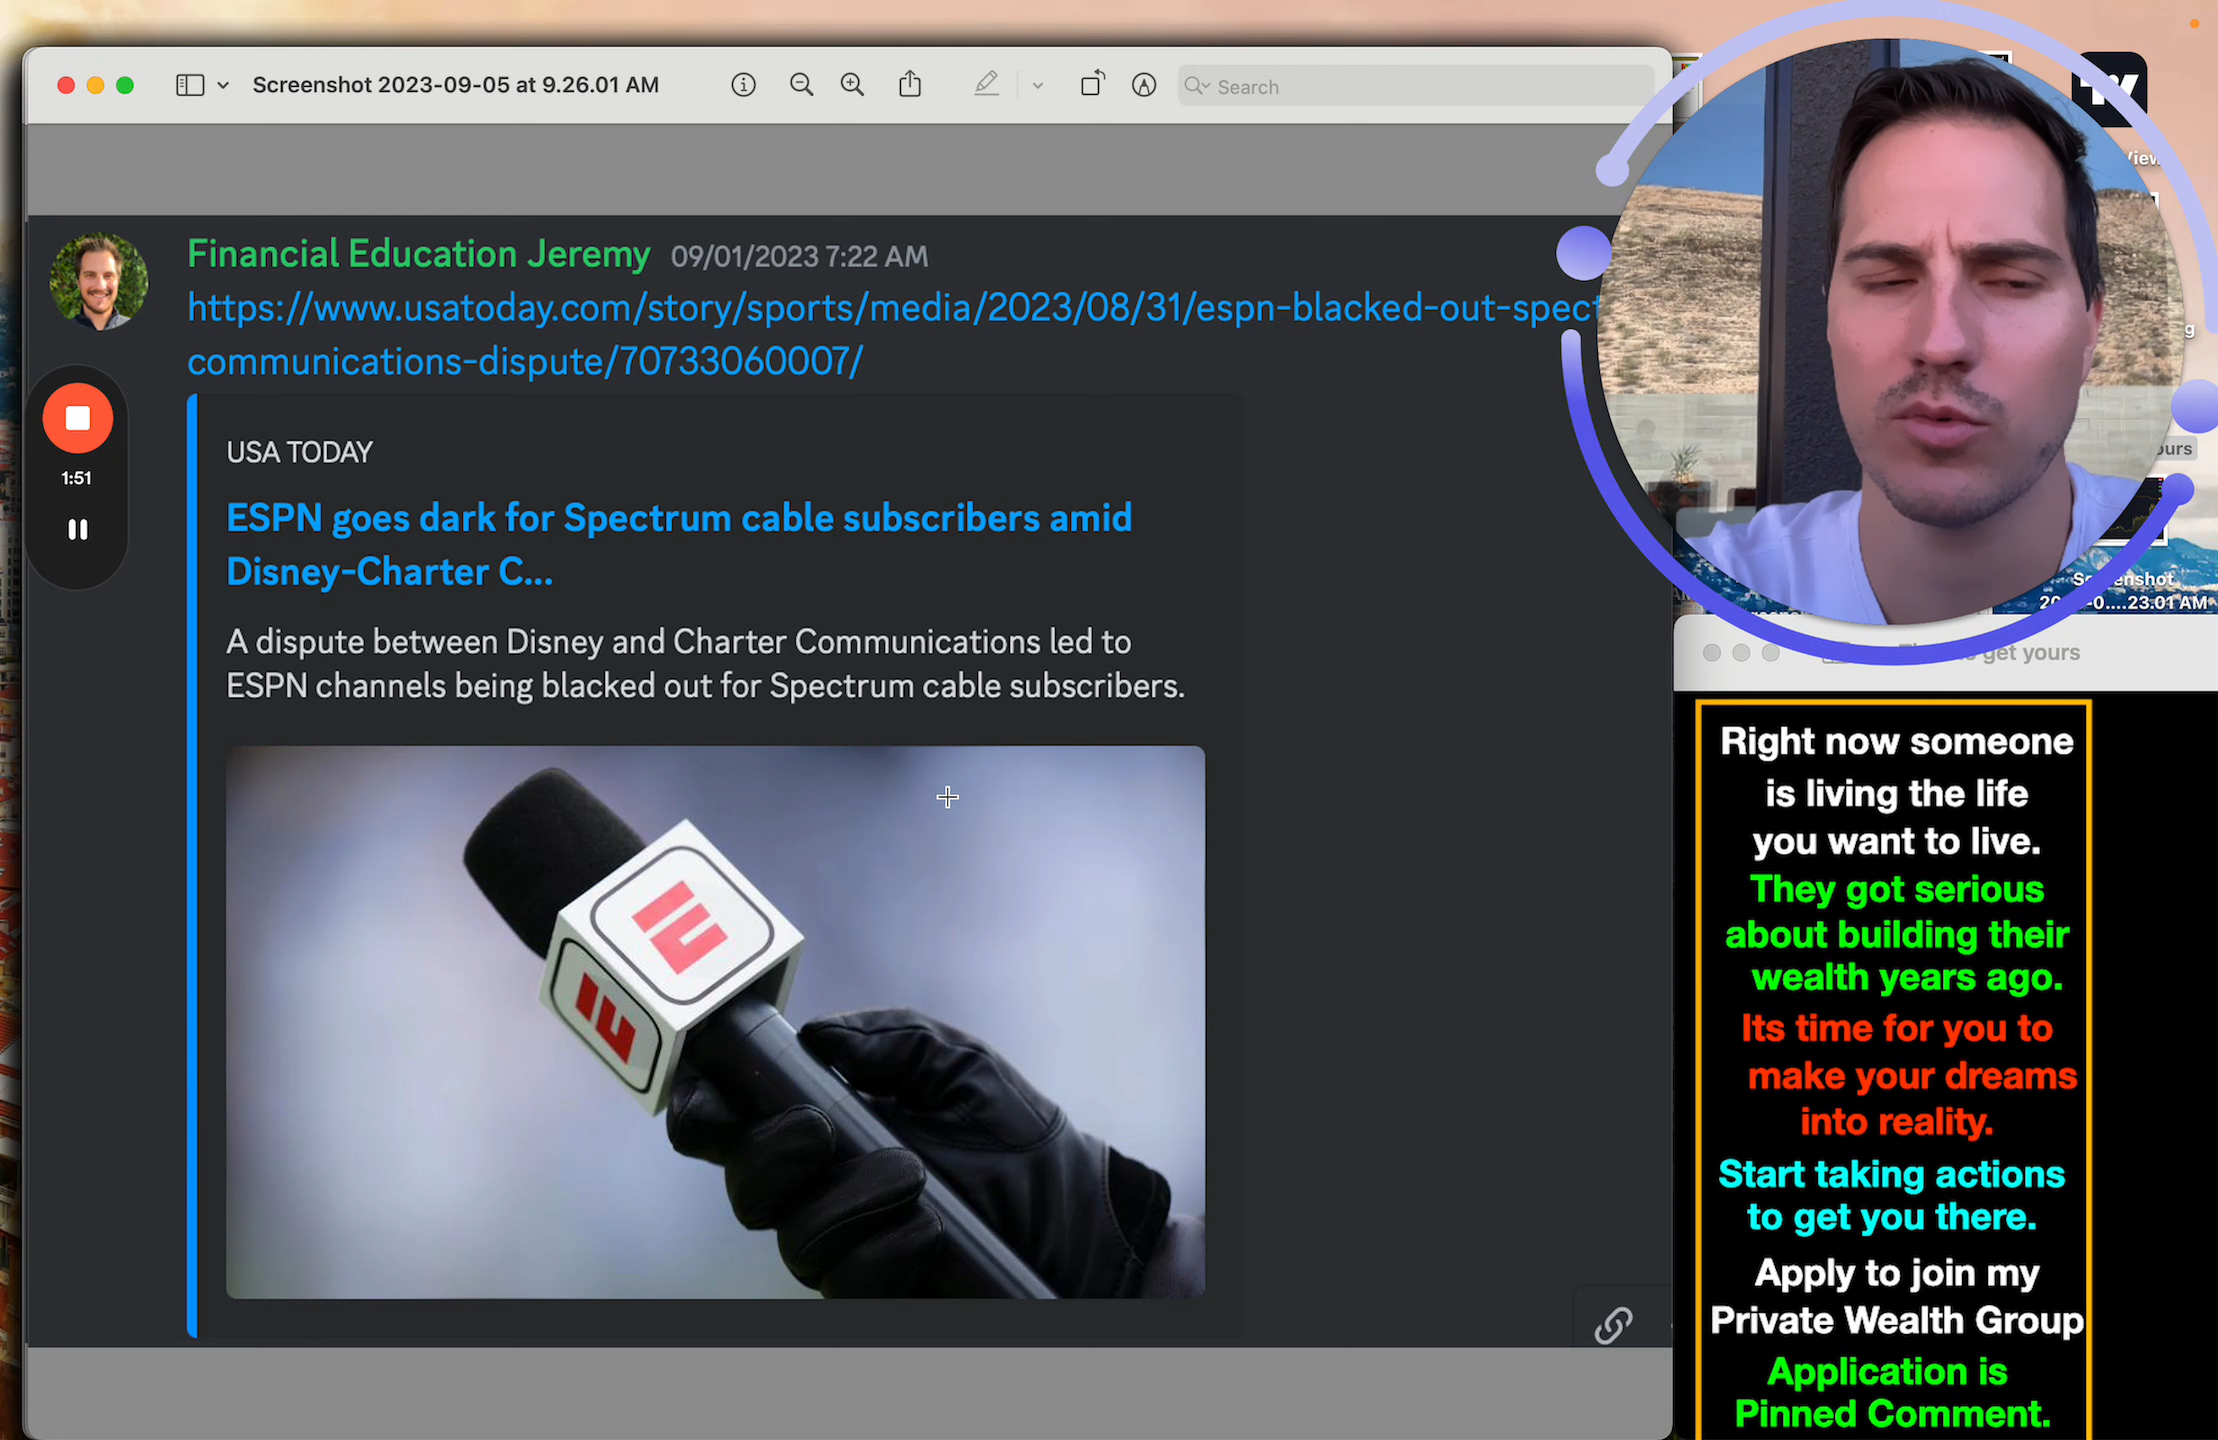 Screenshot 2023-09-05 at 9.26.01 AM
Search
Financial Education Jeremy 09/01/2023 7:22 AM
https://www.usatoday.com/story/sports/media/2023/08/31/espn-blacked-out-spect
communications-dispute/70733060007/
1:51
USA TODAY
ESPN goes dark for Spectrum cable subscribers amid
Disney-Charter C...
A dispute between Disney and Charter Communications led to
ESPN channels being blacked out for Spectrum cable subscribers.
23.01 AM
get yours
Right now someone
is living the life
you want to live.
They got serious
about building their
wealth years ago.
Its time for you to
make your dreams
into reality.
Start taking actions
to get you there.
Apply to join my
Private Wealth Group
Application is
Pinned Comment.